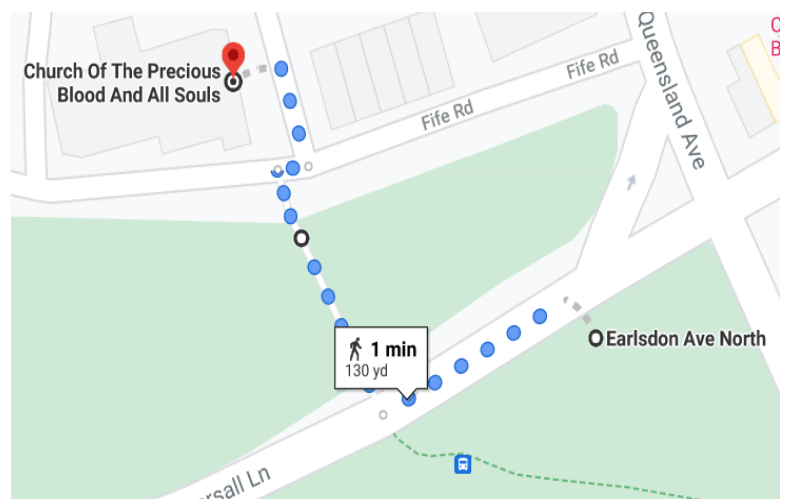 Church Of The Precious
Blood And All Souls
Fife Rd
Fife Rd
Queensland Ave
1 min
130 yd
Earlsdon Ave North
Ln